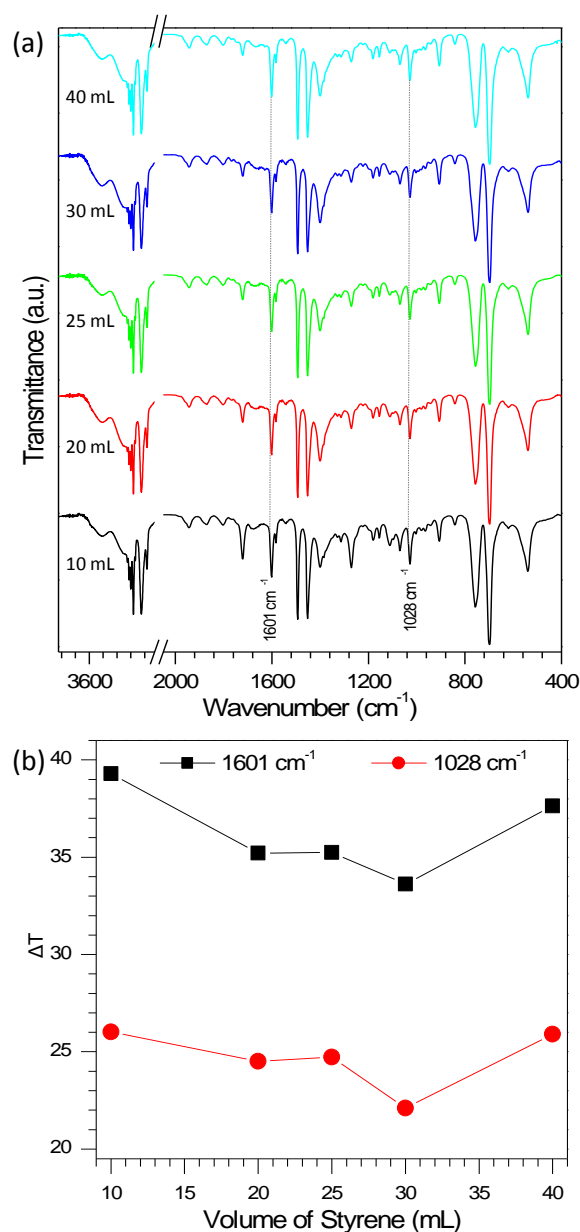 (a)
40 mL
30 mL
25 mL
20 mL
10 mL
Transmittance (a.u.)
1601 cm⁻¹
1028 cm⁻¹
3600 2000 1600 1200 800 400
Wavenumber (cm⁻¹)
(b)
1601 cm⁻¹ 1028 cm⁻¹
40
35
30
25
20
ΔT
10 15 20 25 30 35 40
Volume of Styrene (mL)